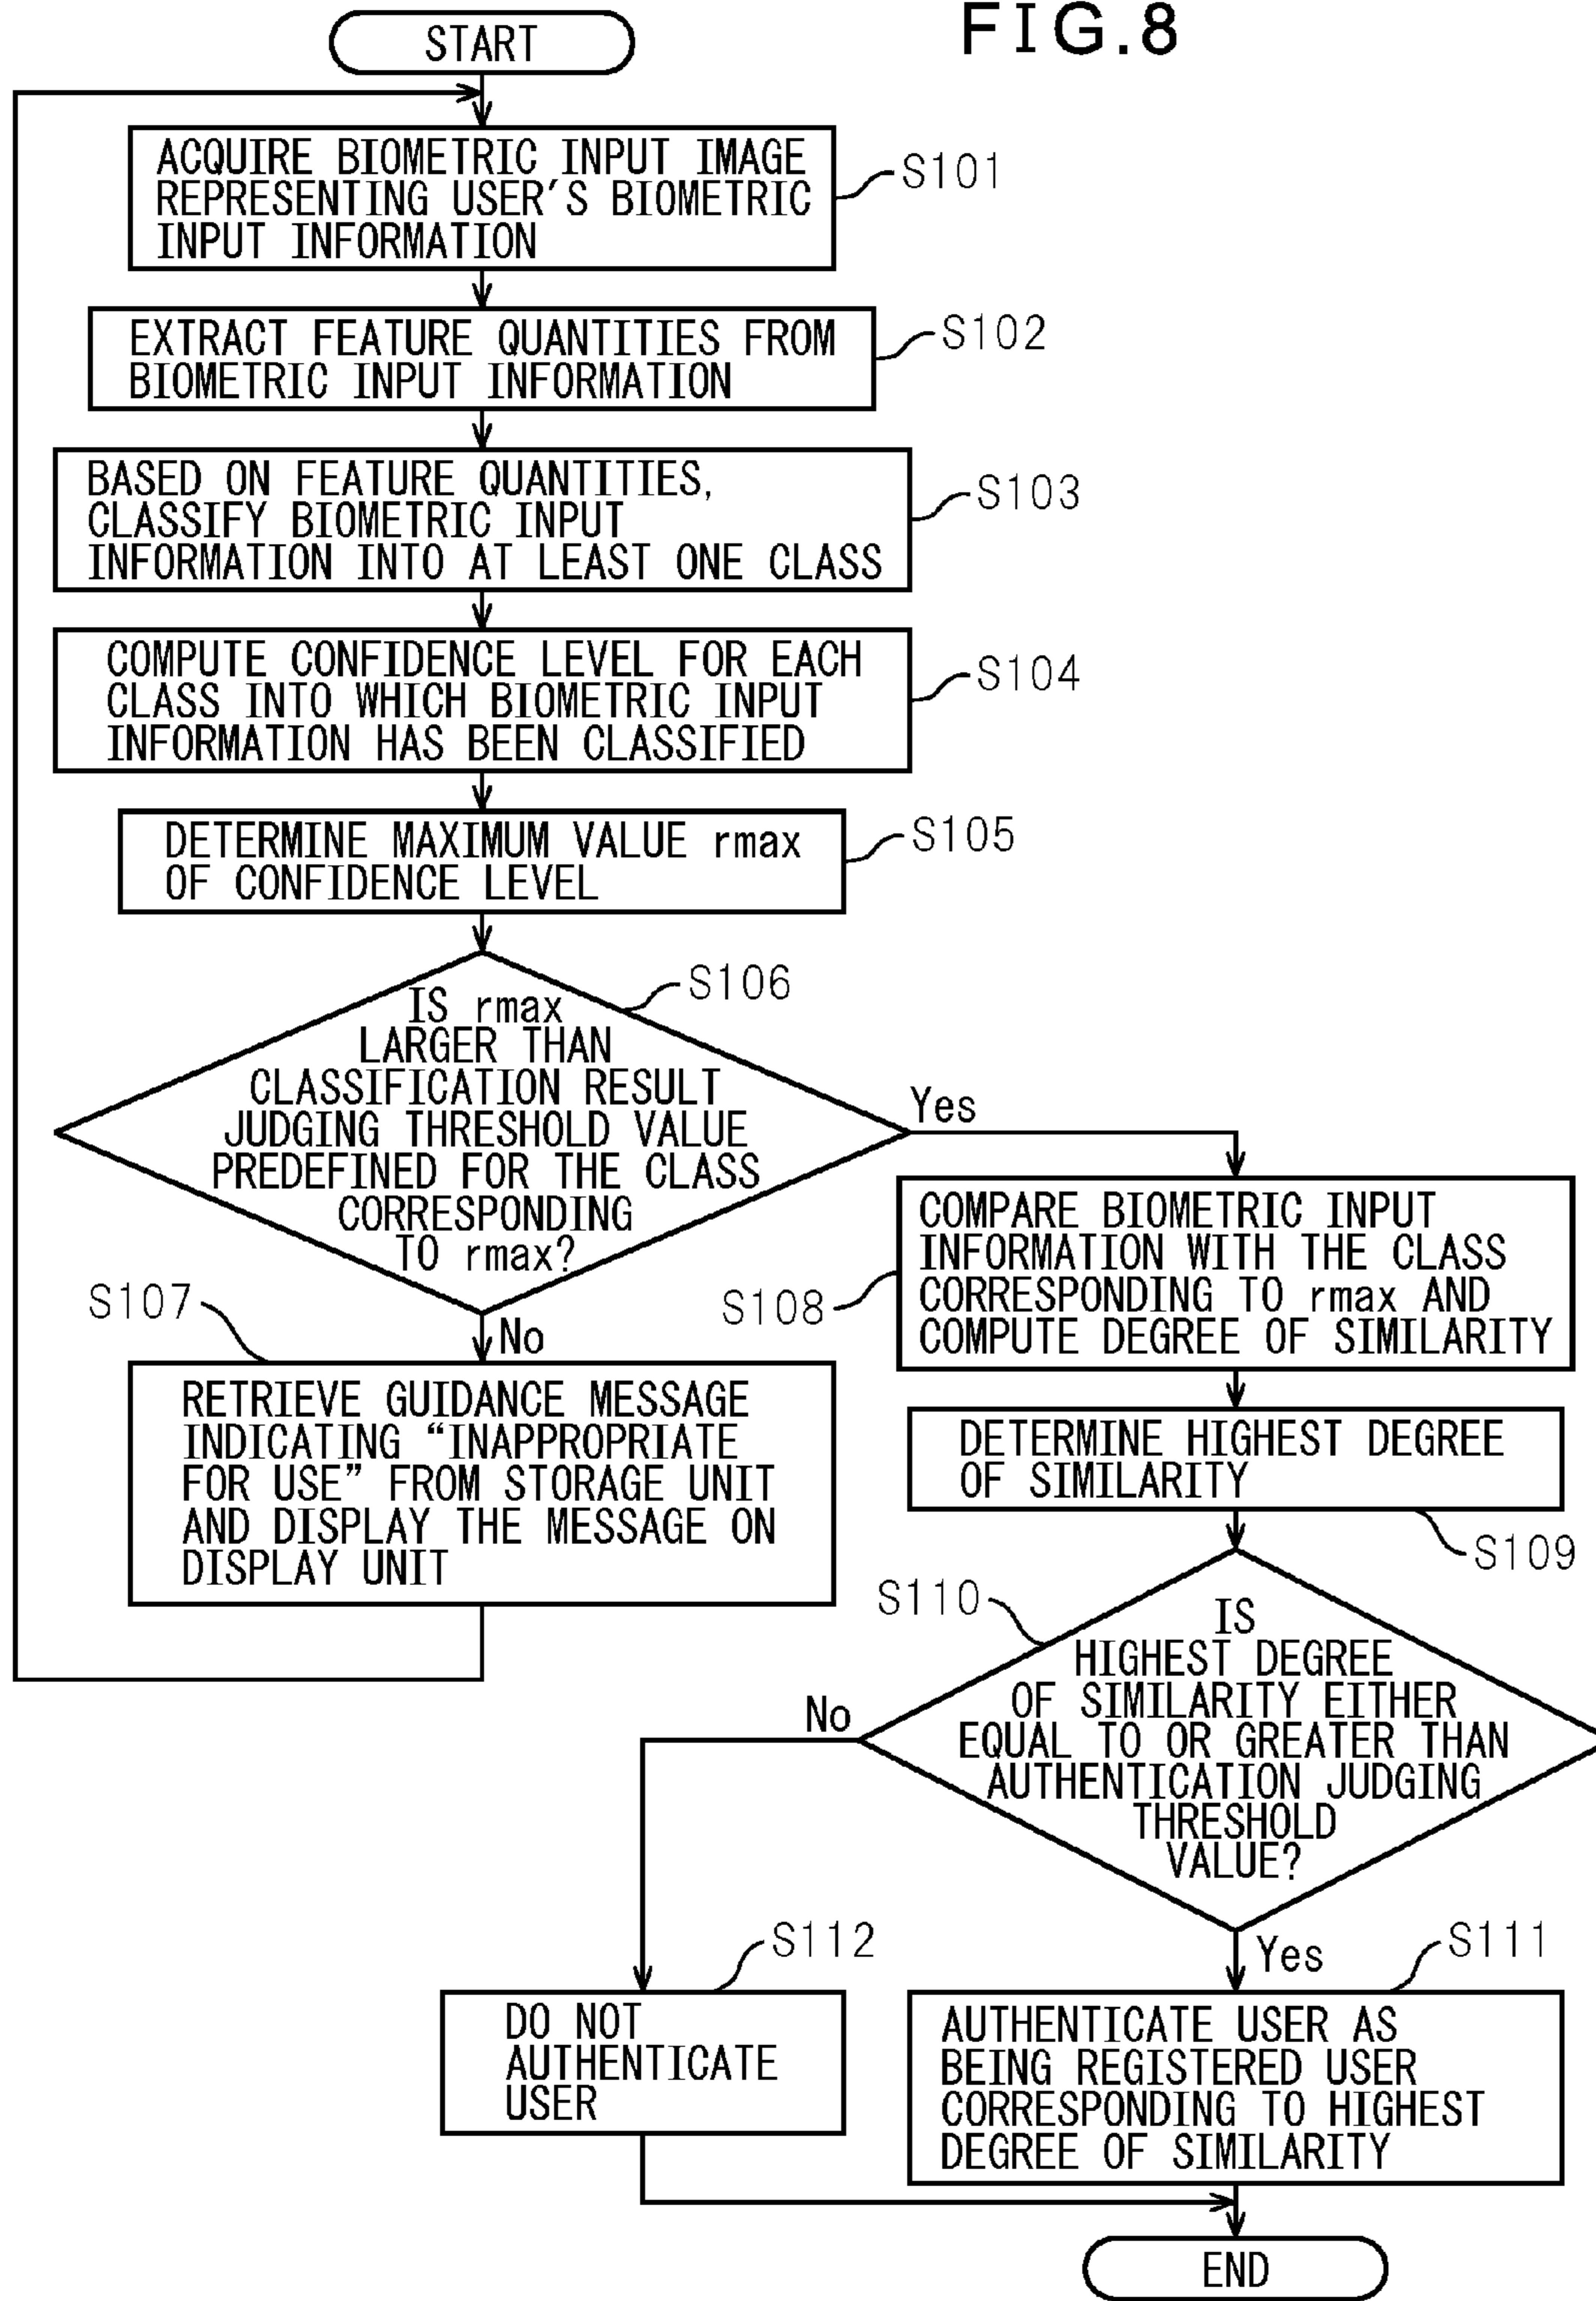 FIG.8
START
ACQUIRE BIOMETRIC INPUT IMAGE
REPRESENTING USER'S BIOMETRIC
INPUT INFORMATION
S101
EXTRACT FEATURE QUANTITIES FROM
BIOMETRIC INPUT INFORMATION
S102
BASED ON FEATURE QUANTITIES,
CLASSIFY BIOMETRIC INPUT
INFORMATION INTO AT LEAST ONE CLASS
S103
COMPUTE CONFIDENCE LEVEL FOR EACH
CLASS INTO WHICH BIOMETRIC INPUT
INFORMATION HAS BEEN CLASSIFIED
S104
DETERMINE MAXIMUM VALUE rmax
OF CONFIDENCE LEVEL
S105
S106
IS rmax
LARGER THAN
CLASSIFICATION RESULT
JUDGING THRESHOLD VALUE
PREDEFINED FOR THE CLASS
CORRESPONDING
TO rmax?
Yes
No
S107
RETRIEVE GUIDANCE MESSAGE
INDICATING “INAPPROPRIATE
FOR USE” FROM STORAGE UNIT
AND DISPLAY THE MESSAGE ON
DISPLAY UNIT
S108
COMPARE BIOMETRIC INPUT
INFORMATION WITH THE CLASS
CORRESPONDING TO rmax AND
COMPUTE DEGREE OF SIMILARITY
DETERMINE HIGHEST DEGREE
OF SIMILARITY
S109
S110
IS
HIGHEST DEGREE
OF SIMILARITY EITHER
EQUAL TO OR GREATER THAN
AUTHENTICATION JUDGING
THRESHOLD
VALUE?
No
Yes
S112
DO NOT
AUTHENTICATE
USER
S111
AUTHENTICATE USER AS
BEING REGISTERED USER
CORRESPONDING TO HIGHEST
DEGREE OF SIMILARITY
END